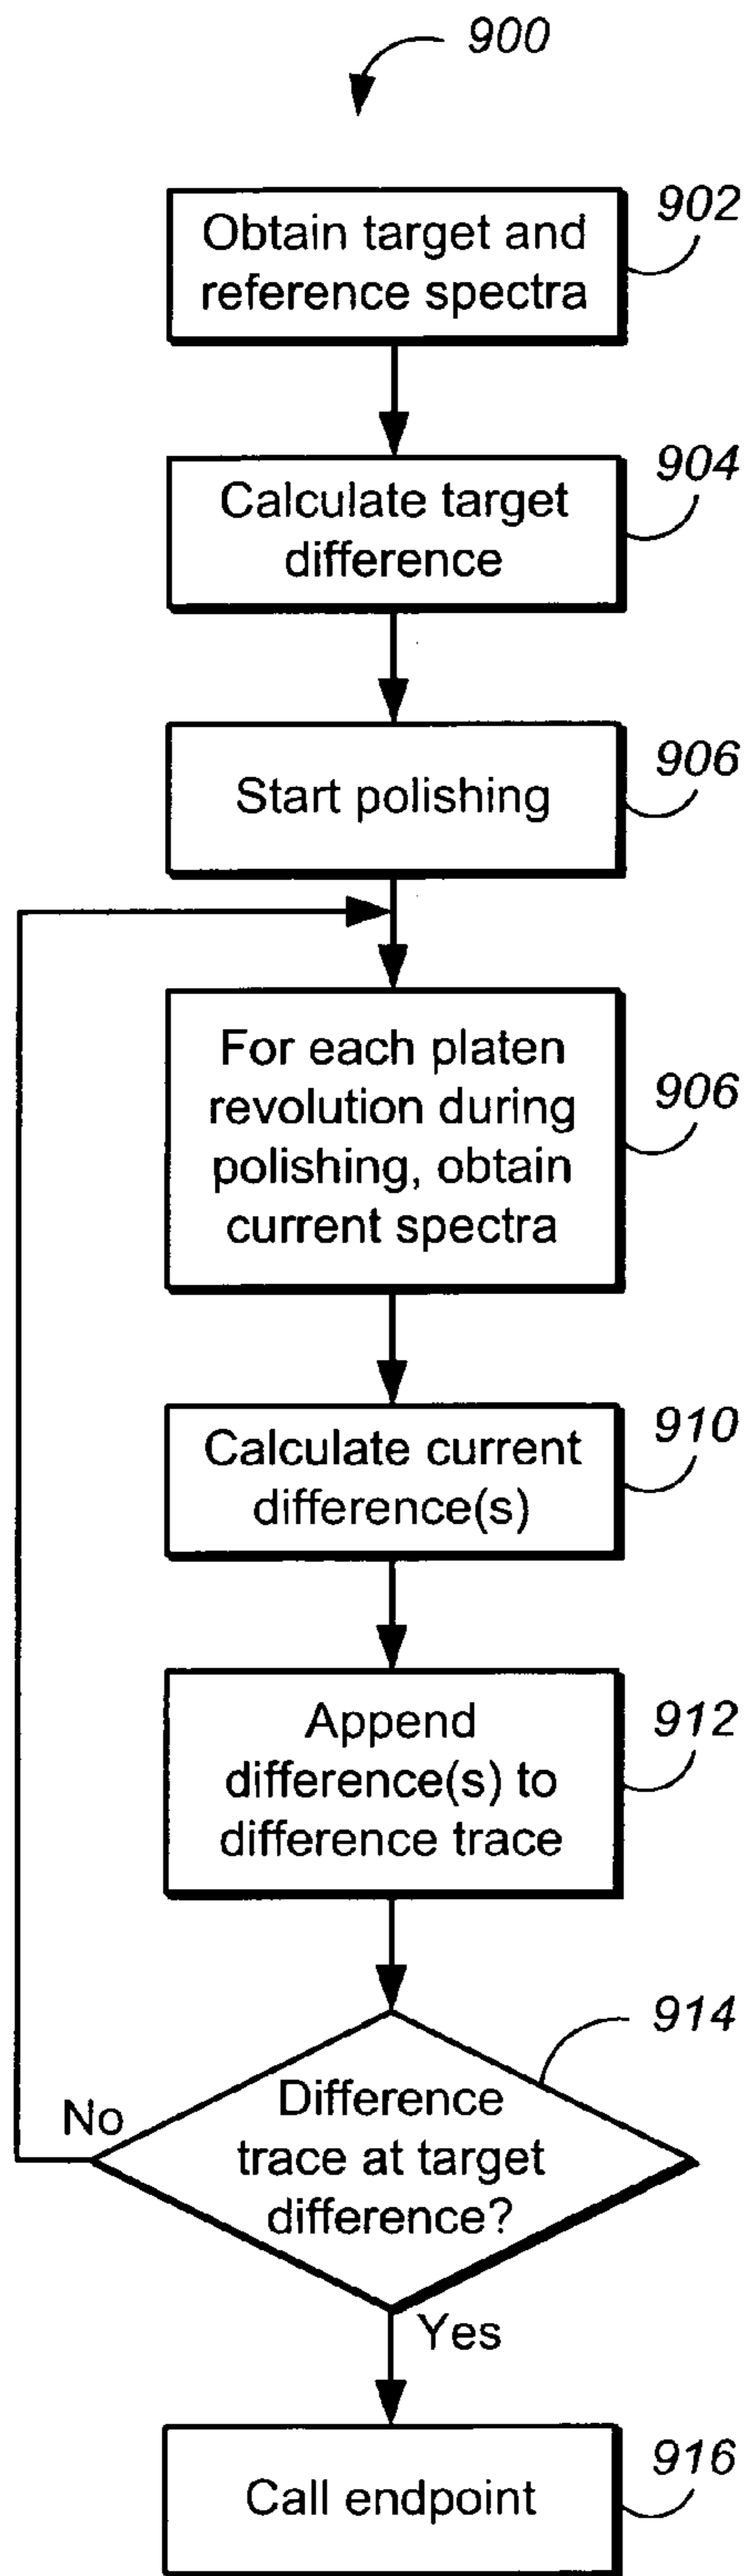 900
902
Obtain target and
reference spectra
904
Calculate target
difference
906
Start polishing
For each platen
revolution during
polishing, obtain
current spectra
906
Calculate current
difference(s)
910
Append
difference(s) to
difference trace
912
914
Difference
trace at target
difference?
No
Yes
916
Call endpoint